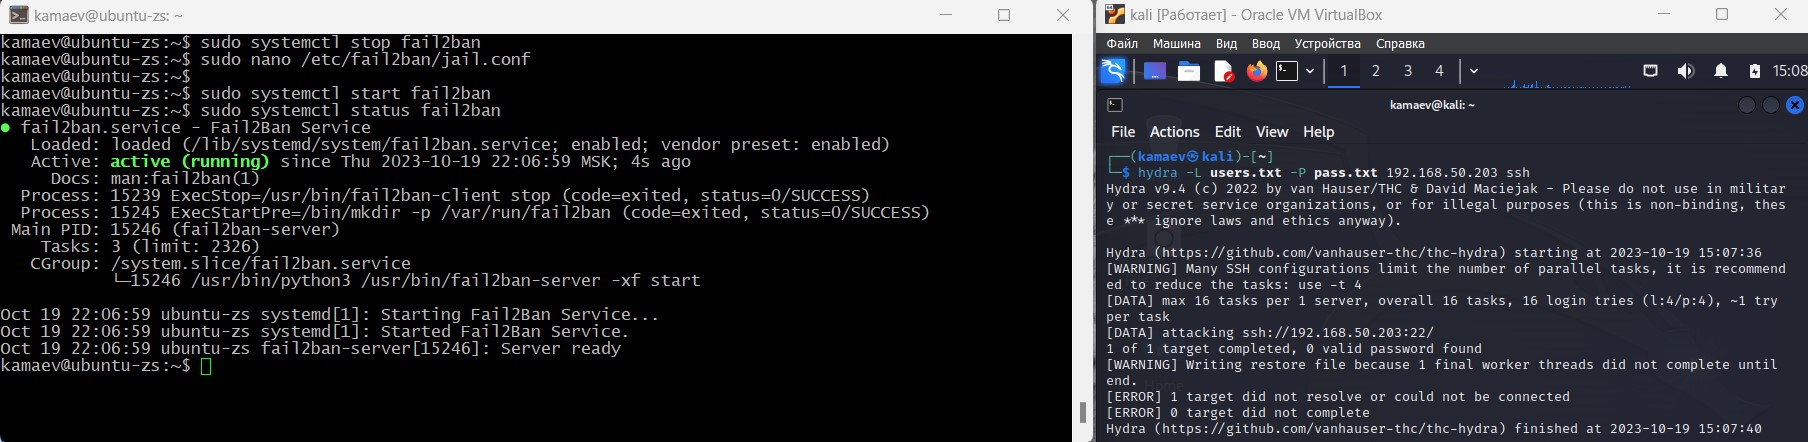 kamaev@ubuntu-zs: ~
kamaev@ubuntu-zs:~$ sudo systemctl stop fail2ban
kamaev@ubuntu-zs:~$ sudo nano /etc/fail2ban/jail.conf
kamaev@ubuntu-zs:~$
kamaev@ubuntu-zs:~$ sudo systemctl start fail2ban
kamaev@ubuntu-zs:~$ sudo systemctl status fail2ban
● fail2ban.service - Fail2Ban Service
Loaded: loaded (/lib/systemd/system/fail2ban.service; enabled; vendor preset: enabled)
Active: active (running) since Thu 2023-10-19 22:06:59 MSK; 4s ago
Docs: man:fail2ban(1)
Process: 15239 ExecStop=/usr/bin/fail2ban-client stop (code=exited, status=0/SUCCESS)
Process: 15245 ExecStartPre=/bin/mkdir -p /var/run/fail2ban (code=exited, status=0/SUCCESS)
Main PID: 15246 (fail2ban-server)
Tasks: 3 (limit: 2326)
CGroup: /system.slice/fail2ban.service
└─15246 /usr/bin/python3 /usr/bin/fail2ban-server -xf start
Oct 19 22:06:59 ubuntu-zs systemd[1]: Starting Fail2Ban Service...
Oct 19 22:06:59 ubuntu-zs systemd[1]: Started Fail2Ban Service.
Oct 19 22:06:59 ubuntu-zs fail2ban-server[15246]: Server ready
kamaev@ubuntu-zs:~$
kali [Работает] - Oracle VM VirtualBox
Файл Машина Вид Ввод Устройства Справка
1 2 3 4 15:08
kamaev@kali: ~
File Actions Edit View Help
┌──(kamaev㉿kali)-[~]
└─$ hydra -L users.txt -P pass.txt 192.168.50.203 ssh
Hydra v9.4 (c) 2022 by van Hauser/THC & David Maciejak - Please do not use in militar
y or secret service organizations, or for illegal purposes (this is non-binding, thes
e *** ignore laws and ethics anyway).
Hydra (https://github.com/vanhauser-thc/thc-hydra) starting at 2023-10-19 15:07:36
[WARNING] Many SSH configurations limit the number of parallel tasks, it is recommend
ed to reduce the tasks: use -t 4
[DATA] max 16 tasks per 1 server, overall 16 tasks, 16 login tries (l:4/p:4), ~1 try
per task
[DATA] attacking ssh://192.168.50.203:22/
1 of 1 target completed, 0 valid password found
[WARNING] Writing restore file because 1 final worker threads did not complete until
end.
[ERROR] 1 target did not resolve or could not be connected
[ERROR] 0 target did not complete
Hydra (https://github.com/vanhauser-thc/thc-hydra) finished at 2023-10-19 15:07:40